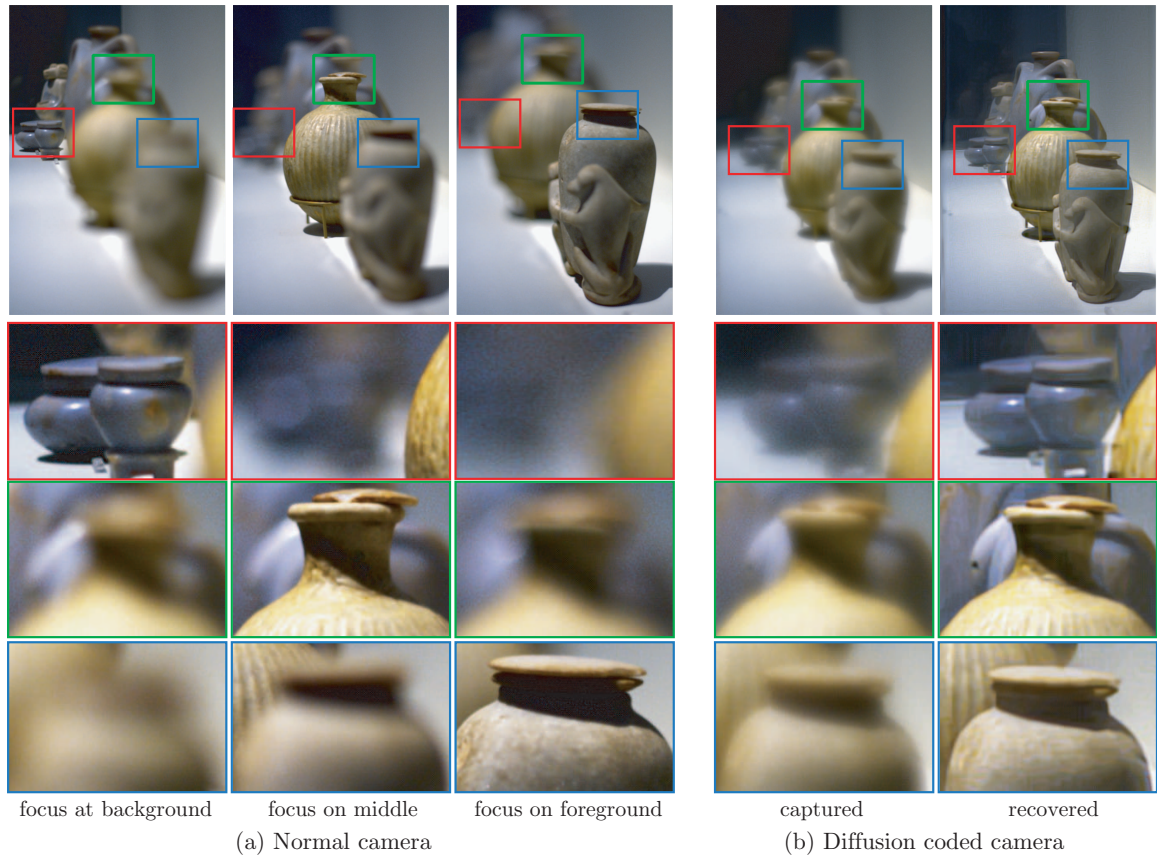 focus at background focus on middle focus on foreground captured recovered
(a) Normal camera (b) Diffusion coded camera